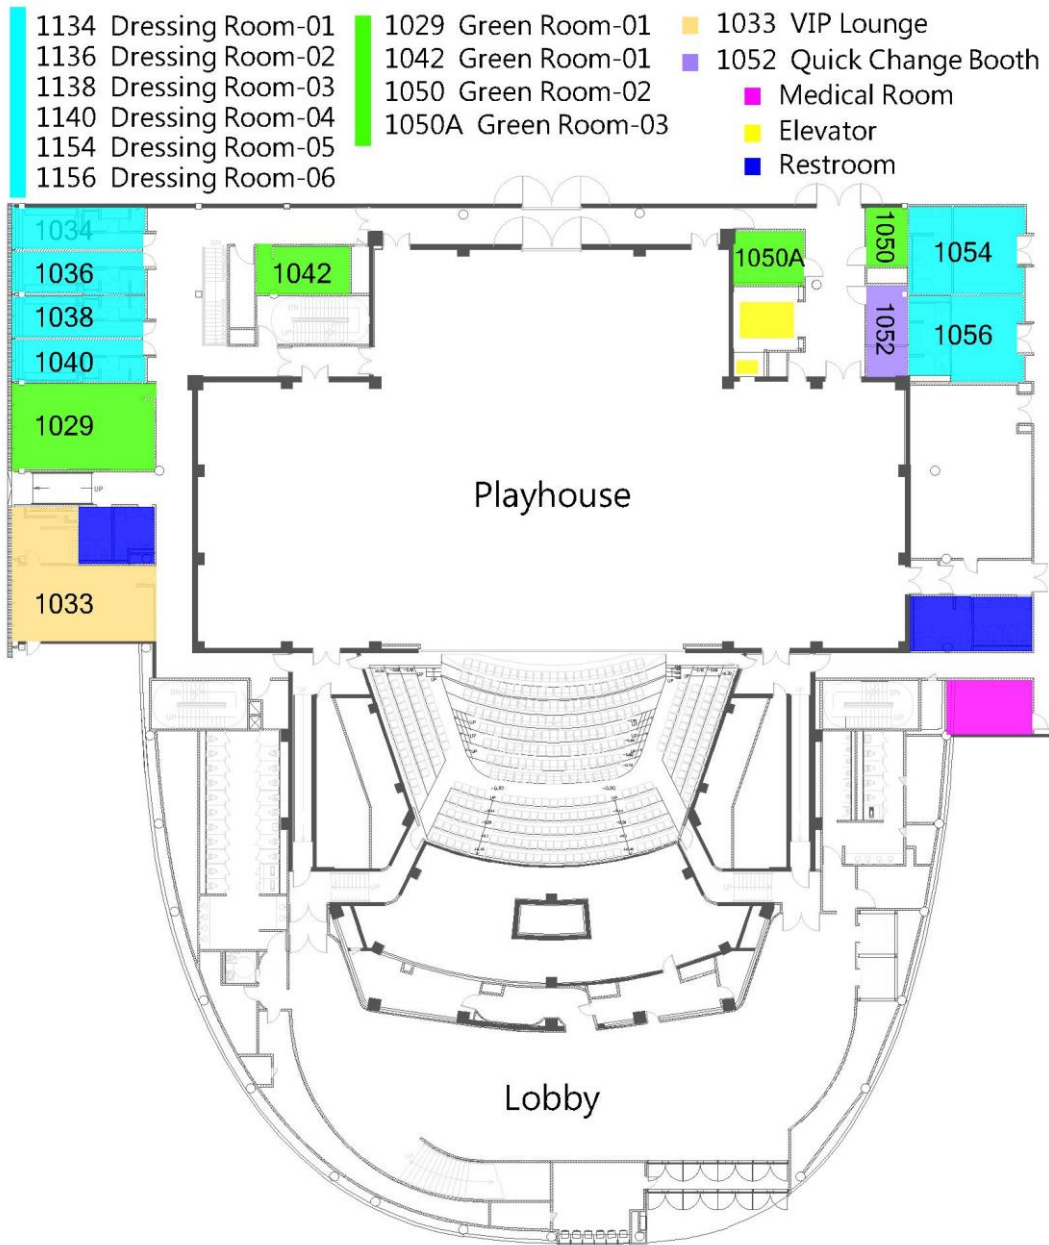 1134 Dressing Room-01
1136 Dressing Room-02
1138 Dressing Room-03
1140 Dressing Room-04
1154 Dressing Room-05
1156 Dressing Room-06
1029 Green Room-01
1042 Green Room-01
1050 Green Room-02
1050A Green Room-03
1033 VIP Lounge
1052 Quick Change Booth
Medical Room
Elevator
Restroom
1034
1036
1038
1040
1029
UP
1033
1042
1050A
1050
1052
1054
1056
Playhouse
Lobby